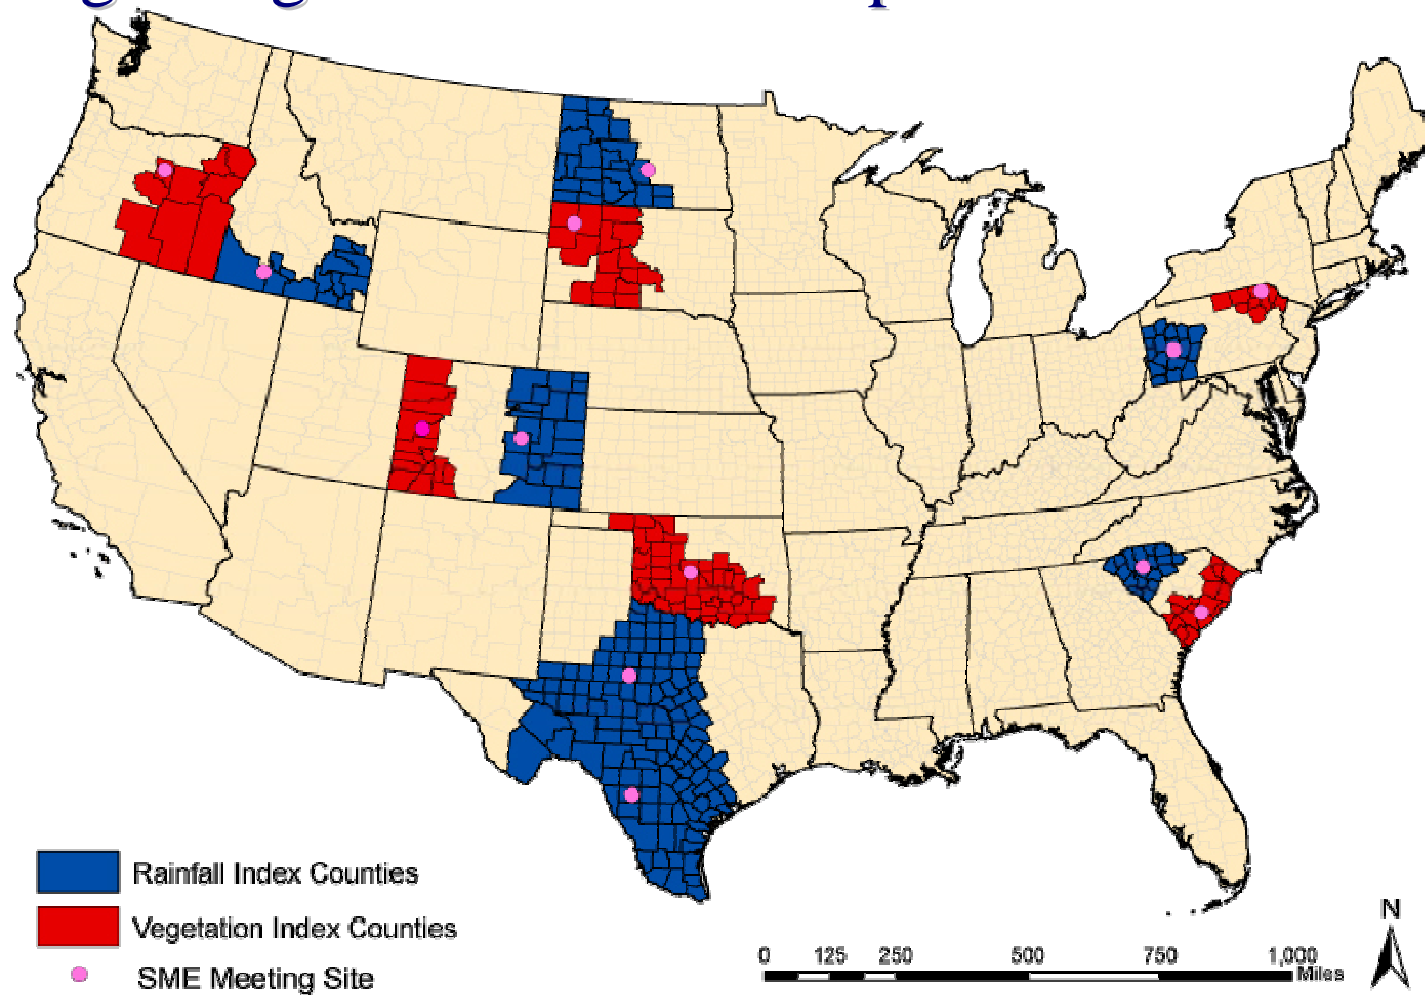 Rainfall Index Counties
Vegetation Index Counties
SME Meeting Site
N
0 125 250 500 750 1,000
Miles